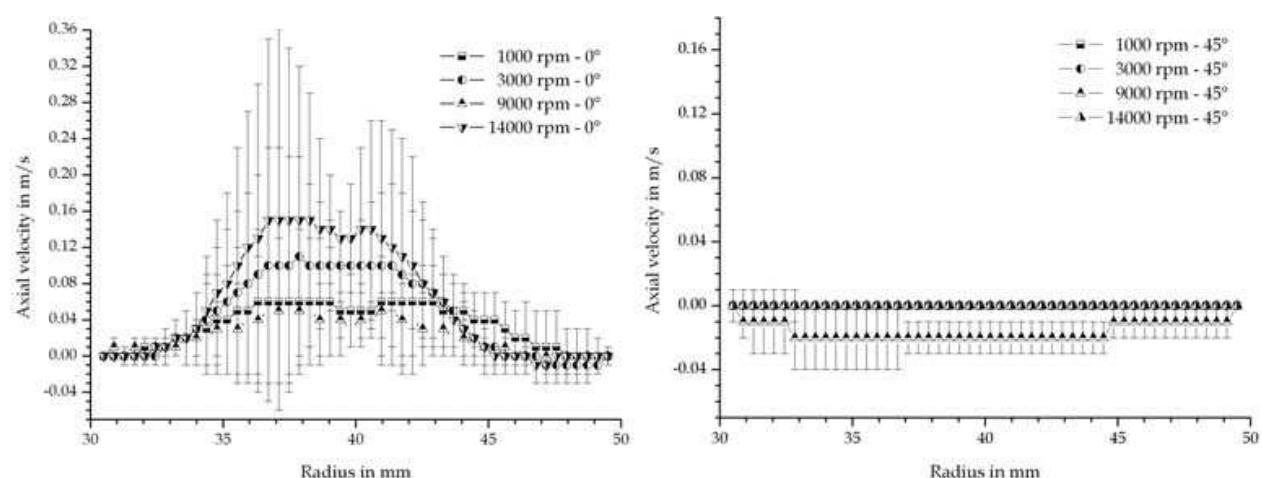 0.36
0.32
0.28
0.24
0.20
0.16
0.12
0.08
0.04
0.00
-0.04
Axial velocity in m/s
1000 rpm - 0°
3000 rpm - 0°
9000 rpm - 0°
14000 rpm - 0°
30 35 40 45 50
Radius in mm
0.16
0.12
0.08
0.04
0.00
-0.04
Axial velocity in m/s
1000 rpm - 45°
3000 rpm - 45°
9000 rpm - 45°
14000 rpm - 45°
30 35 40 45 50
Radius in mm